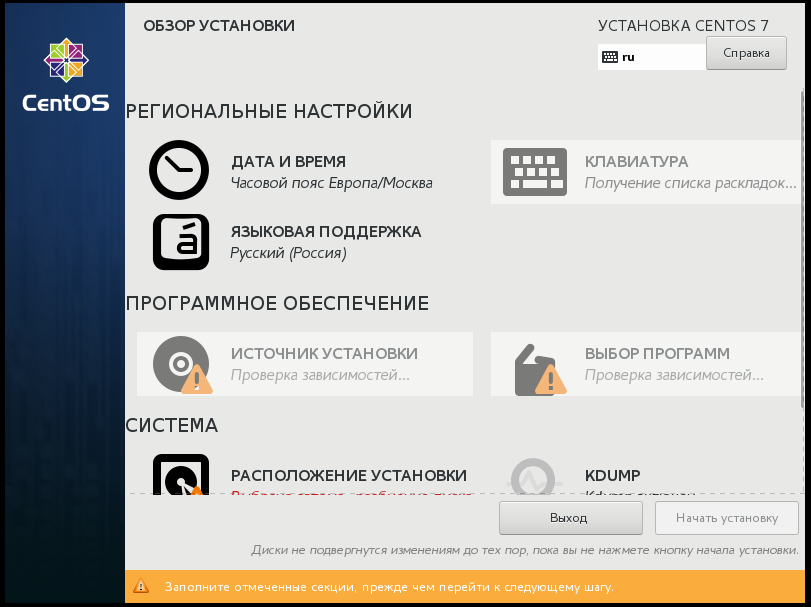 ОБЗОР УСТАНОВКИ
УСТАНОВКА CENTOS 7
ru
Справка
CentOS
РЕГИОНАЛЬНЫЕ НАСТРОЙКИ
ДАТА И ВРЕМЯ
Часовой пояс Европа/Москва
КЛАВИАТУРА
Получение списка раскладок...
ЯЗЫКОВАЯ ПОДДЕРЖКА
Русский (Россия)
ПРОГРАММНОЕ ОБЕСПЕЧЕНИЕ
ИСТОЧНИК УСТАНОВКИ
Проверка зависимостей...
ВЫБОР ПРОГРАММ
Проверка зависимостей...
СИСТЕМА
РАСПОЛОЖЕНИЕ УСТАНОВКИ
KDUMP
Kdump включен
Выход
Начать установку
Диски не подвергнутся изменениям до тех пор, пока вы не нажмете кнопку начала установки.
Заполните отмеченные секции, прежде чем перейти к следующему шагу.